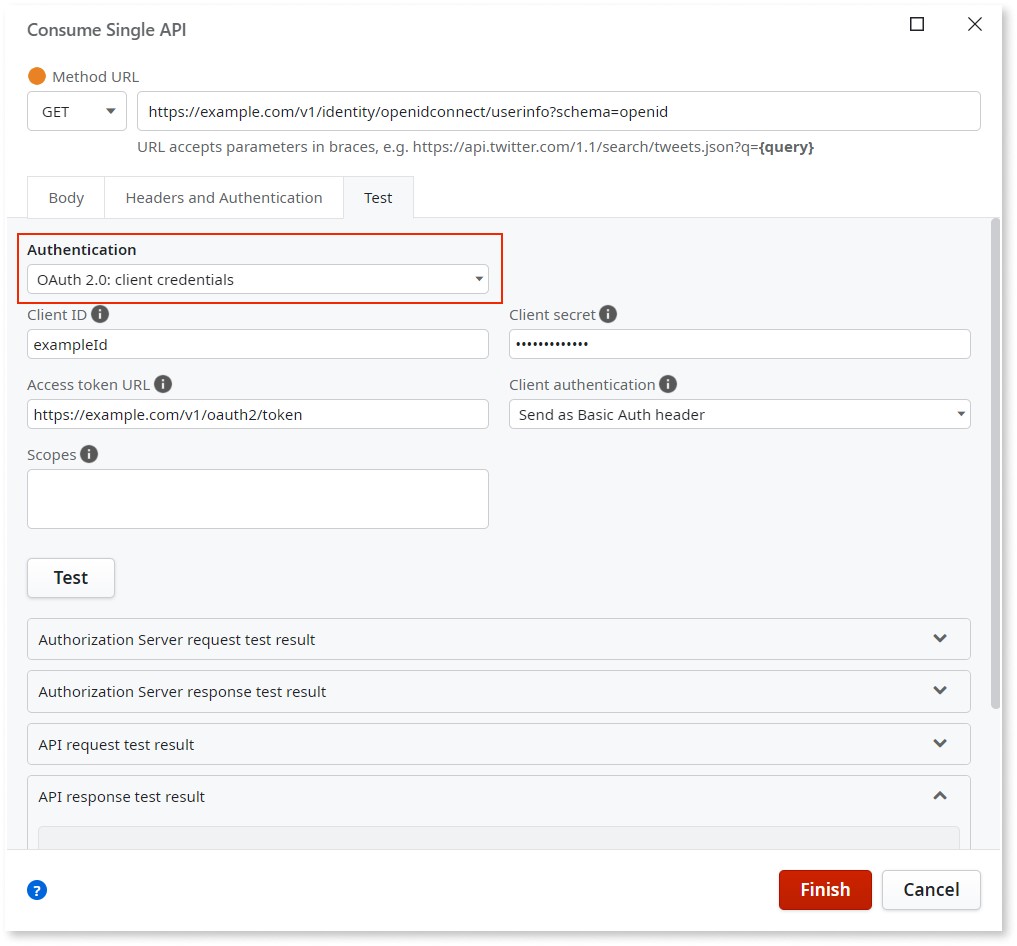 Consume Single API
Method URL
GET
https://example.com/v1/identity/openidconnect/userinfo?schema=openid
URL accepts parameters in braces, e.g. https://api.twitter.com/1.1/search/tweets.json?q={query}
Body
Headers and Authentication
Test
Authentication
OAuth 2.0: client credentials
Client ID
Client secret
exampleId
•••••••••••••
Access token URL
Client authentication
https://example.com/v1/oauth2/token
Send as Basic Auth header
Scopes
Test
Authorization Server request test result
Authorization Server response test result
API request test result
API response test result
?
Finish
Cancel